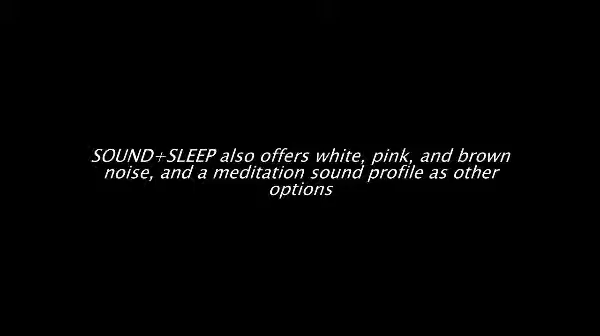 SOUND+SLEEP also offers white, pink, and brown
noise, and a meditation sound profile as other
options